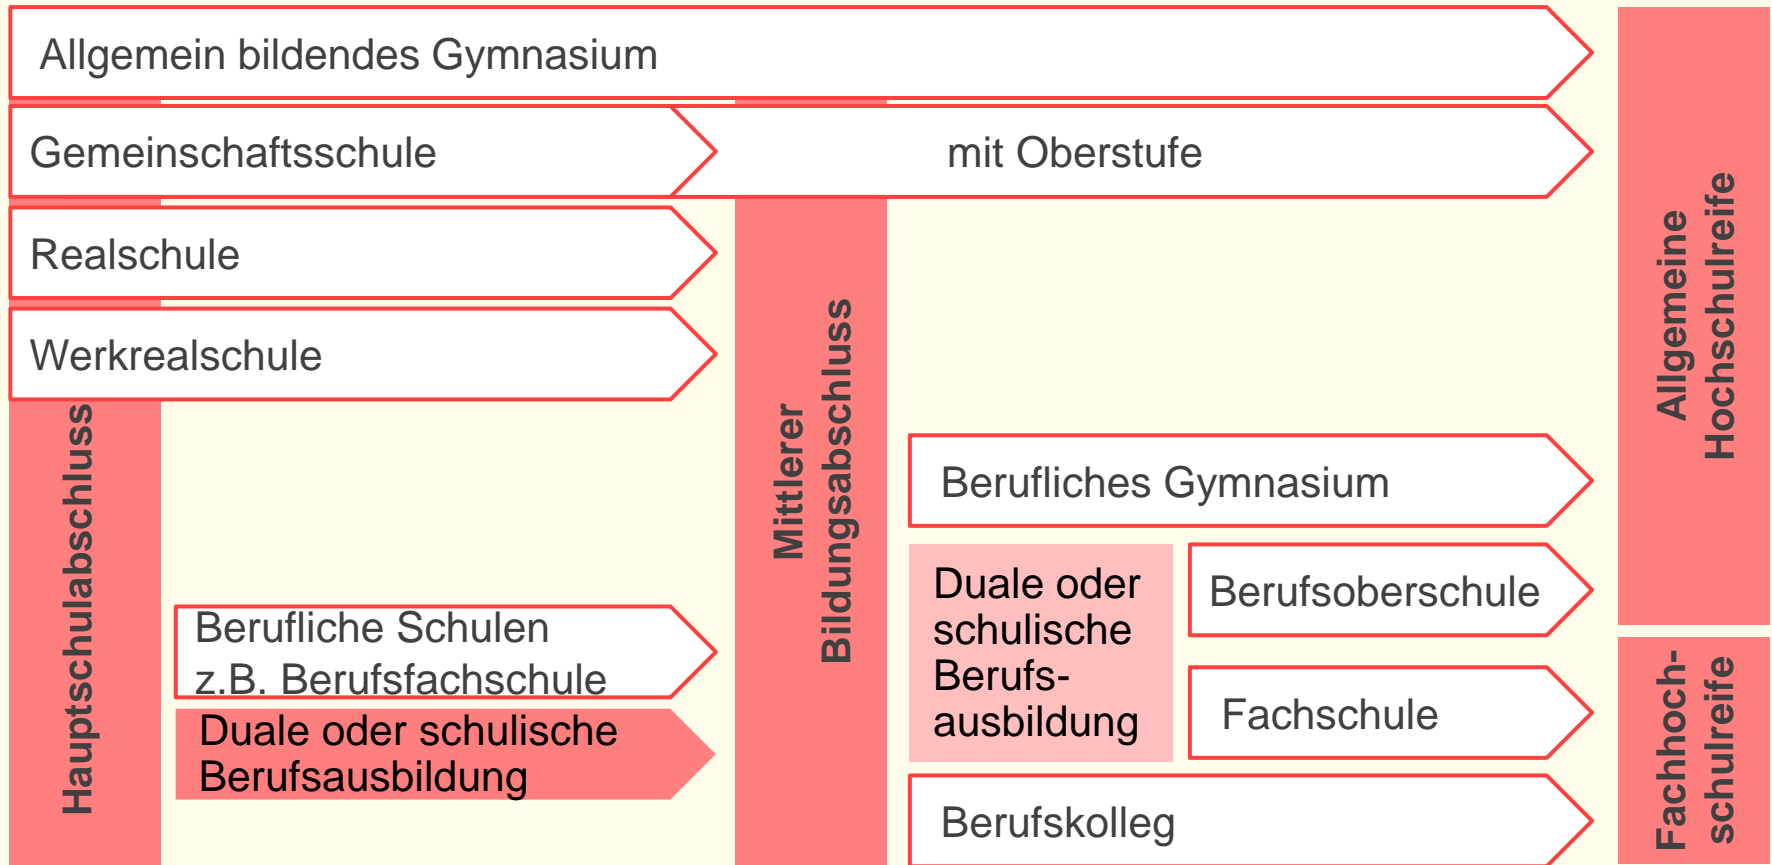 Allgemein bildendes Gymnasium
Gemeinschaftsschule
mit Oberstufe
Realschule
Werkrealschule
Hauptschulabschluss
Berufliche Schulen
z.B. Berufsfachschule
Duale oder schulische
Berufsausbildung
Mittlerer
Bildungsabschluss
Berufliches Gymnasium
Duale oder
schulische
Berufs-
ausbildung
Berufsoberschule
Fachschule
Berufskolleg
Allgemeine
Hochschulreife
Fachhoch-
schulreife